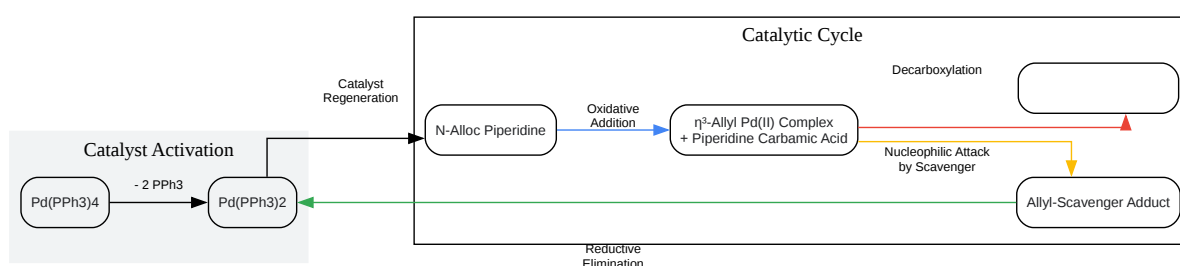 Catalytic Cycle
Decarboxylation
Catalyst
Regeneration
Oxidative
Addition
N-Alloc Piperidine
η³-Allyl Pd(II) Complex
+ Piperidine Carbamic Acid
Catalyst Activation
Nucleophilic Attack
by Scavenger
- 2 PPh3
Pd(PPh3)4
Pd(PPh3)2
Allyl-Scavenger Adduct
Reductive
Elimination